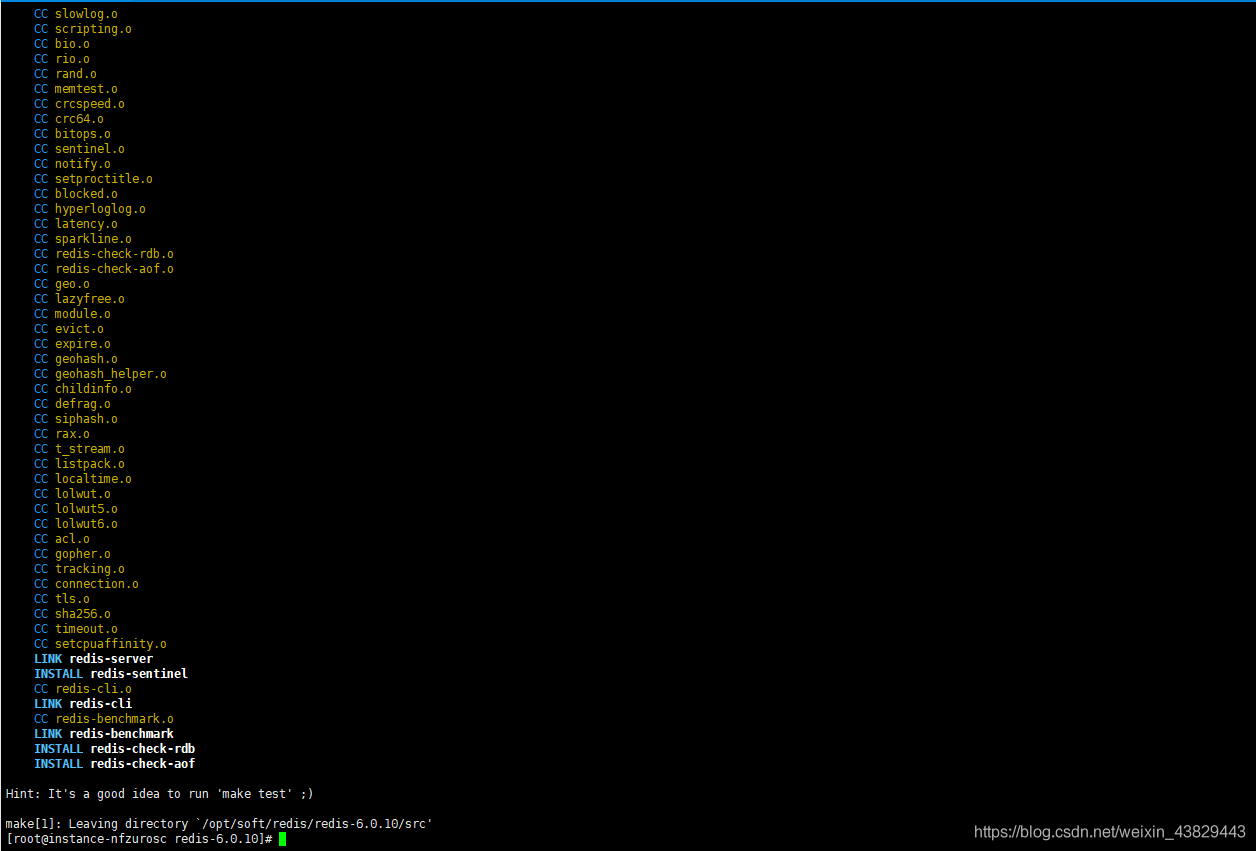 CC slowlog.o
CC scripting.o
CC bio.o
CC rio.o
CC rand.o
CC memtest.o
CC crcspeed.o
CC crc64.o
CC bitops.o
CC sentinel.o
CC notify.o
CC setproctitle.o
CC blocked.o
CC hyperloglog.o
CC latency.o
CC sparkline.o
CC redis-check-rdb.o
CC redis-check-aof.o
CC geo.o
CC lazyfree.o
CC module.o
CC evict.o
CC expire.o
CC geohash.o
CC geohash_helper.o
CC childinfo.o
CC defrag.o
CC siphash.o
CC rax.o
CC t_stream.o
CC listpack.o
CC localtime.o
CC lolwut.o
CC lolwut5.o
CC lolwut6.o
CC acl.o
CC gopher.o
CC tracking.o
CC connection.o
CC tls.o
CC sha256.o
CC timeout.o
CC setcpuaffinity.o
LINK redis-server
INSTALL redis-sentinel
CC redis-cli.o
LINK redis-cli
CC redis-benchmark.o
LINK redis-benchmark
INSTALL redis-check-rdb
INSTALL redis-check-aof
Hint: It's a good idea to run 'make test' ;)
make[1]: Leaving directory `/opt/soft/redis/redis-6.0.10/src'
[root@instance-nfzurosc redis-6.0.10]#
https://blog.csdn.net/weixin_43829443